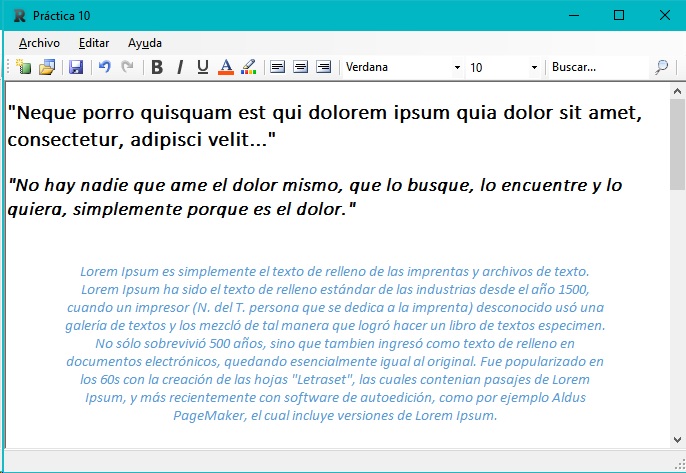 Práctica 10
Archivo Editar Ayuda
B I U A Verdana 10 Buscar...
"Neque porro quisquam est qui dolorem ipsum quia dolor sit amet,
consectetur, adipisci velit..."
"No hay nadie que ame el dolor mismo, que lo busque, lo encuentre y lo
quiera, simplemente porque es el dolor."
Lorem Ipsum es simplemente el texto de relleno de las imprentas y archivos de texto.
Lorem Ipsum ha sido el texto de relleno estándar de las industrias desde el año 1500,
cuando un impresor (N. del T. persona que se dedica a la imprenta) desconocido usó una
galería de textos y los mezcló de tal manera que logró hacer un libro de textos especimen.
No sólo sobrevivió 500 años, sino que tambien ingresó como texto de relleno en
documentos electrónicos, quedando esencialmente igual al original. Fue popularizado en
los 60s con la creación de las hojas "Letraset", las cuales contenian pasajes de Lorem
Ipsum, y más recientemente con software de autoedición, como por ejemplo Aldus
PageMaker, el cual incluye versiones de Lorem Ipsum.